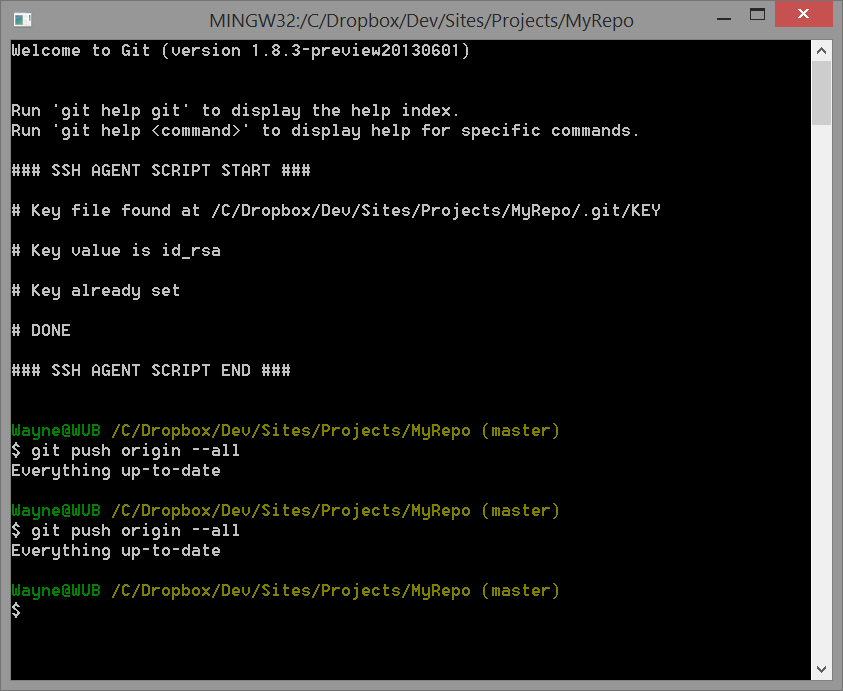 MINGW32:/C/Dropbox/Dev/Sites/Projects/MyRepo
Welcome to Git (version 1.8.3-preview20130601)
Run 'git help git' to display the help index.
Run 'git help <command>' to display help for specific commands.
### SSH AGENT SCRIPT START ###
# Key file found at /C/Dropbox/Dev/Sites/Projects/MyRepo/.git/KEY
# Key value is id_rsa
# Key already set
# DONE
### SSH AGENT SCRIPT END ###
Wayne@WUB /C/Dropbox/Dev/Sites/Projects/MyRepo (master)
$ git push origin --all
Everything up-to-date
Wayne@WUB /C/Dropbox/Dev/Sites/Projects/MyRepo (master)
$ git push origin --all
Everything up-to-date
Wayne@WUB /C/Dropbox/Dev/Sites/Projects/MyRepo (master)
$